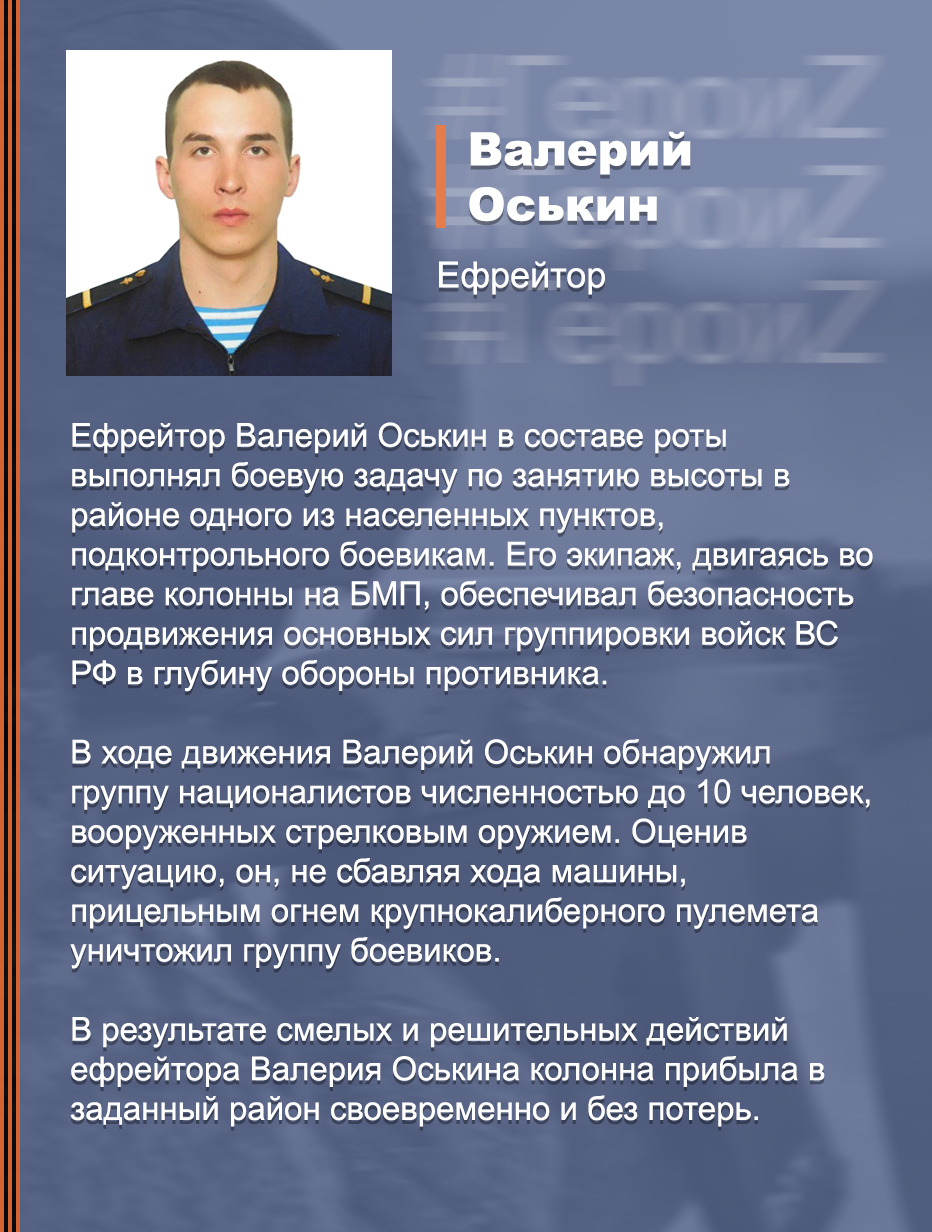 #ГероиZ
Валерий
#ГероиZ
Оськин
Ефрейтор
#ГероиZ
Ефрейтор Валерий Оськин в составе роты
выполнял боевую задачу по занятию высоты в
районе одного из населенных пунктов,
подконтрольного боевикам. Его экипаж, двигаясь во
главе колонны на БМП, обеспечивал безопасность
продвижения основных сил группировки войск ВС
РФ в глубину обороны противника.
В ходе движения Валерий Оськин обнаружил
группу националистов численностью до 10 человек,
вооруженных стрелковым оружием. Оценив
ситуацию, он, не сбавляя хода машины,
прицельным огнем крупнокалиберного пулемета
уничтожил группу боевиков.
В результате смелых и решительных действий
ефрейтора Валерия Оськина колонна прибыла в
заданный район своевременно и без потерь.